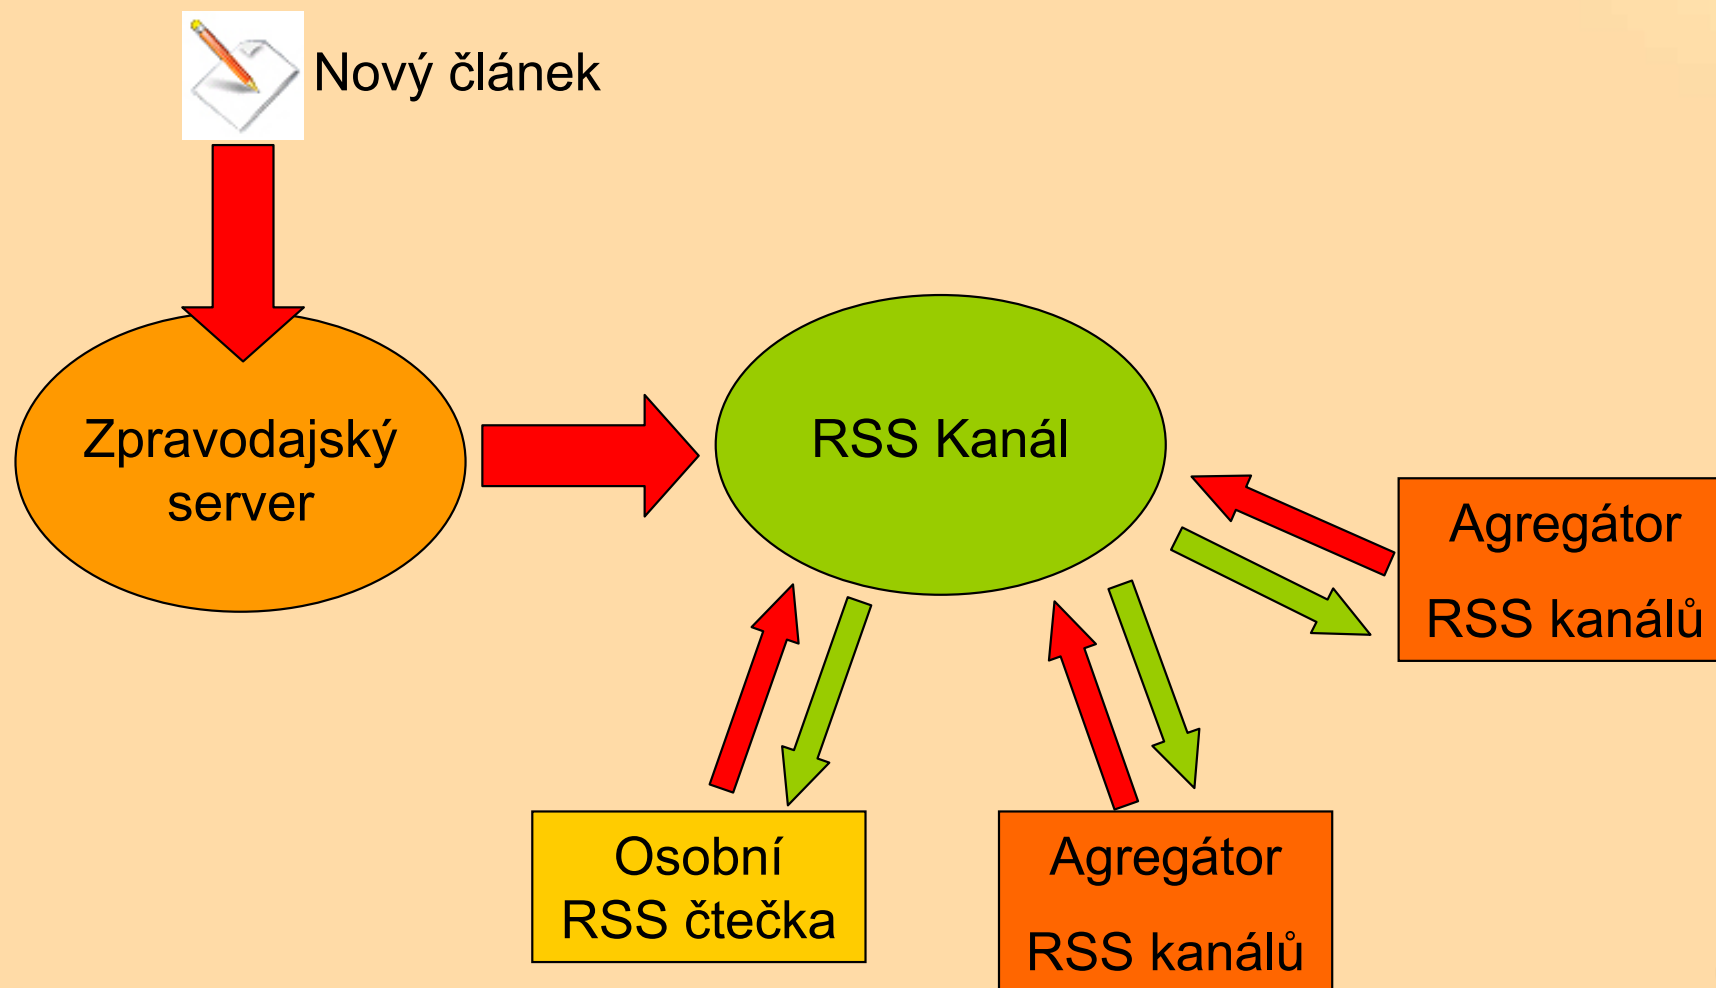 Nový článek
Zpravodajský
server
RSS Kanál
Agregátor
RSS kanálů
Osobní
RSS čtečka
Agregátor
RSS kanálů